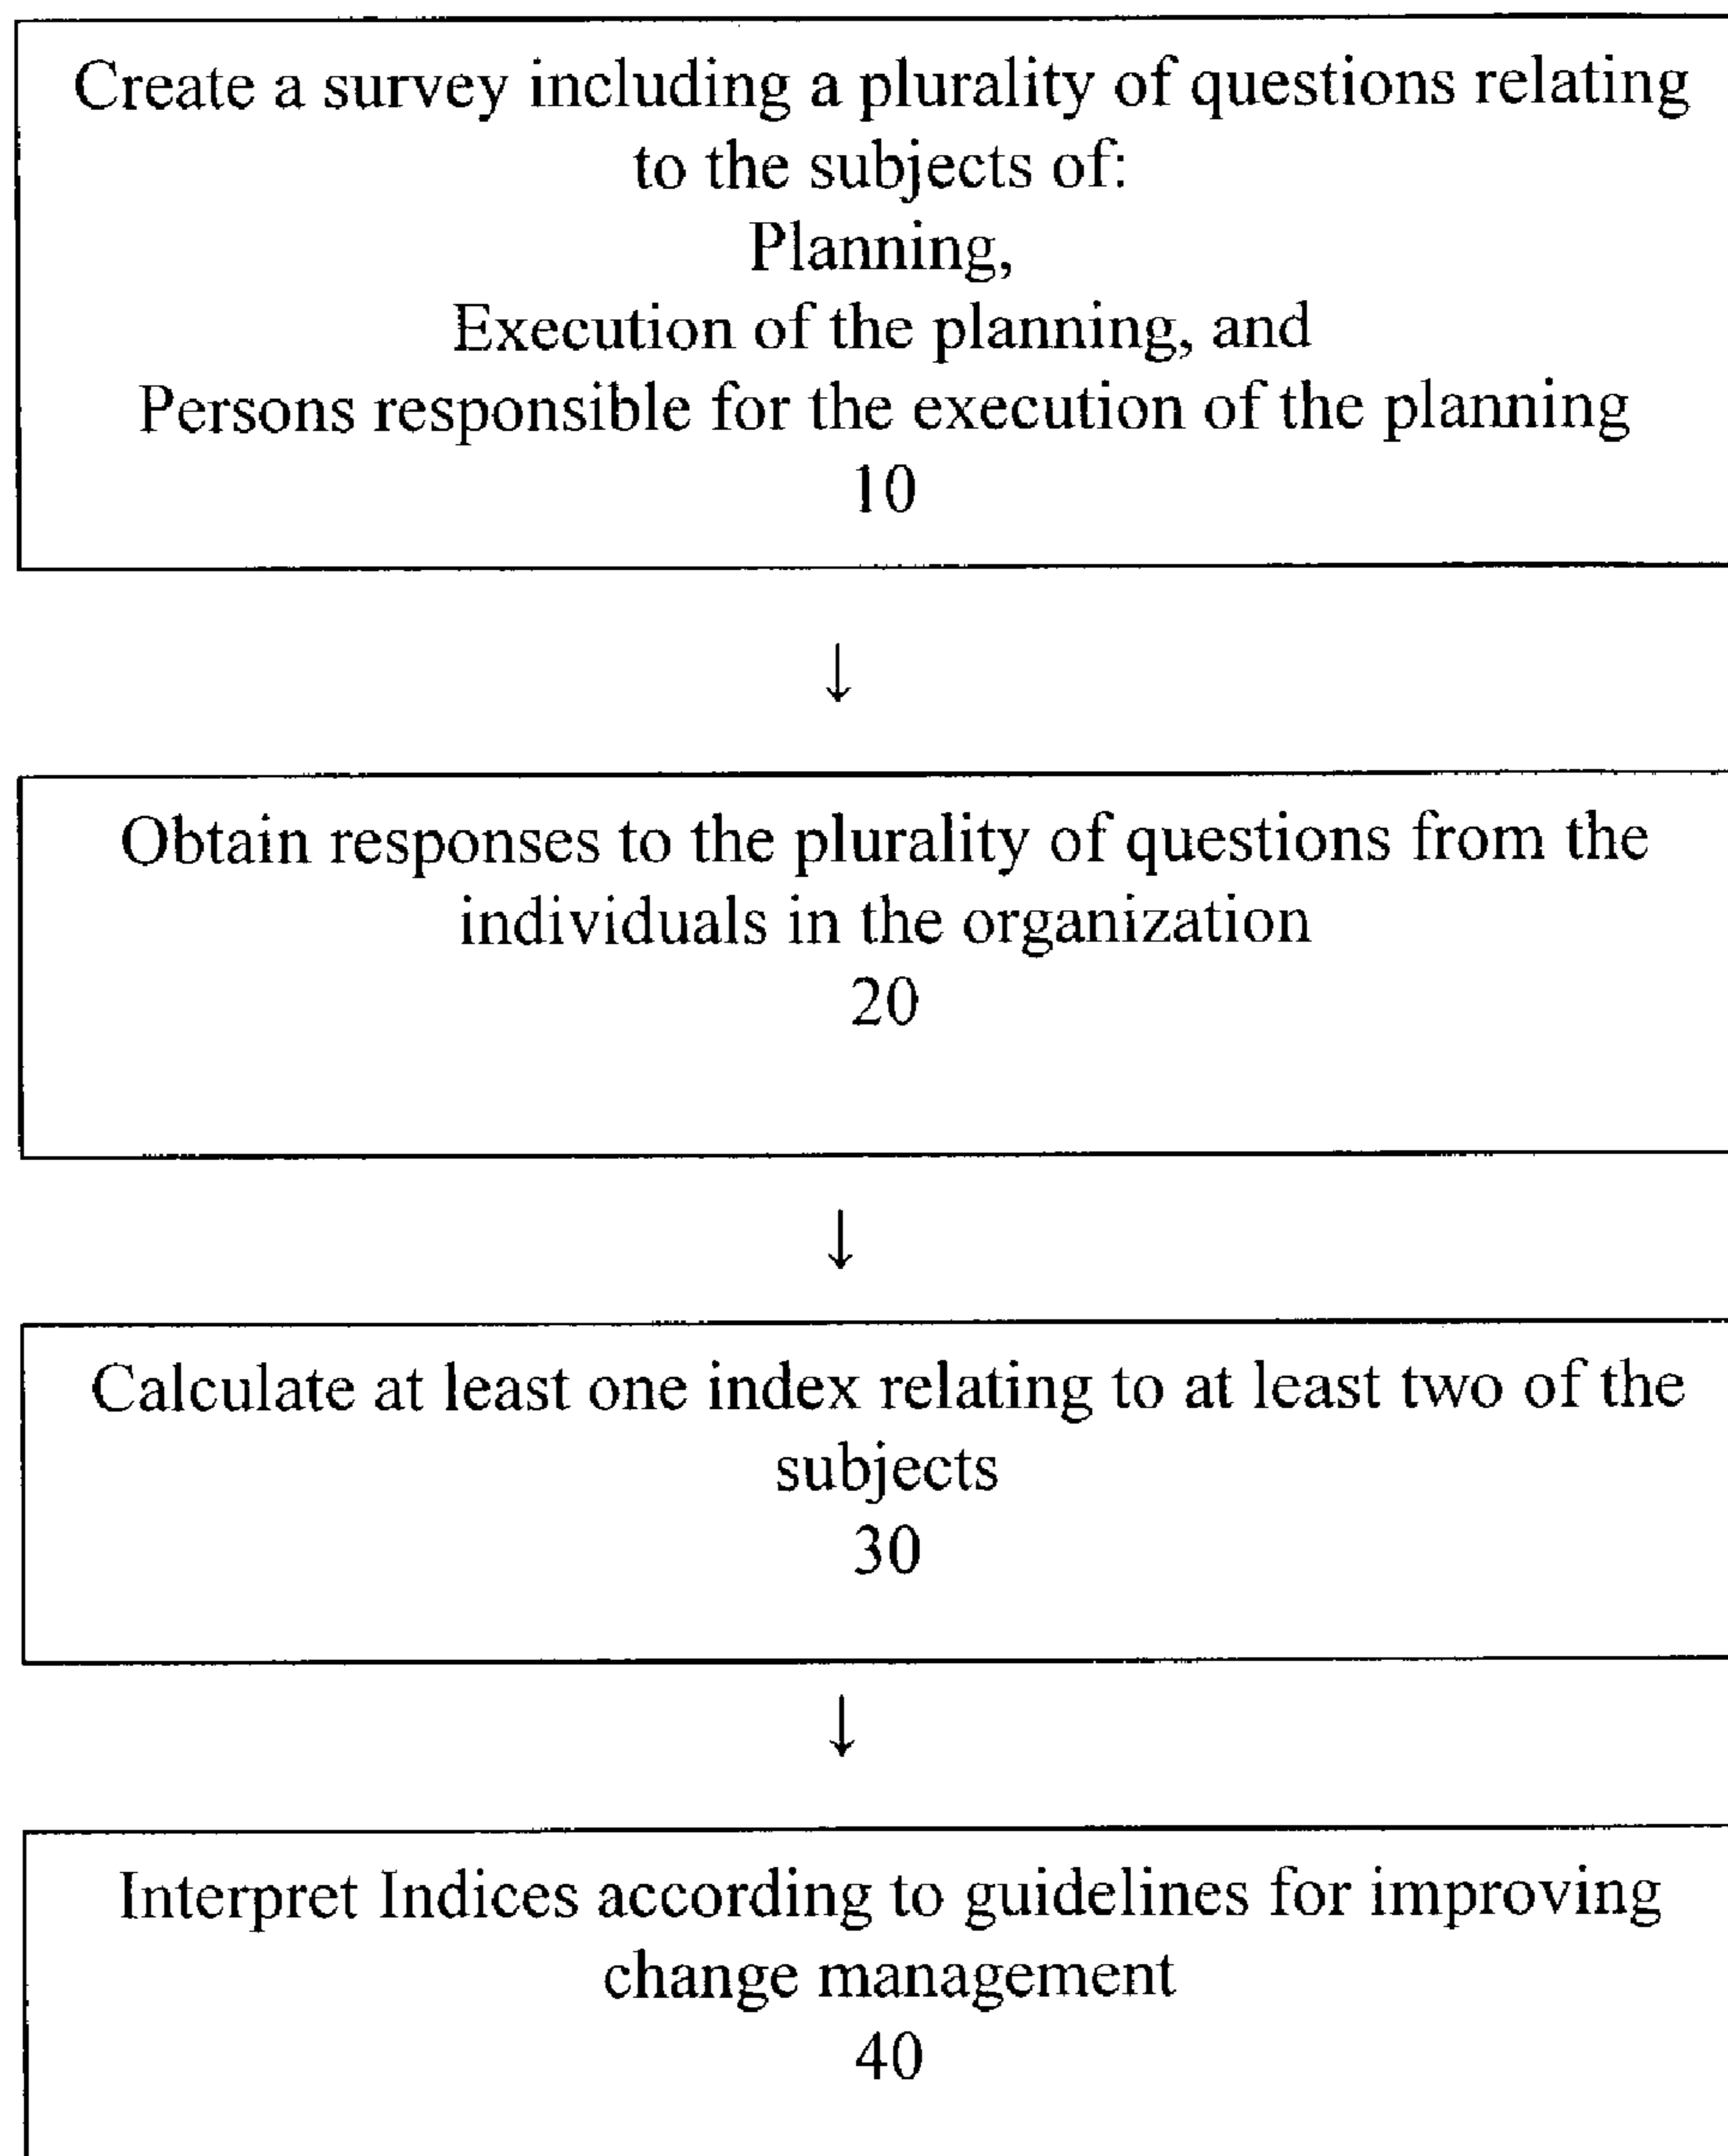 Create a survey including a plurality of questions relating
to the subjects of:
Planning,
Execution of the planning, and
Persons responsible for the execution of the planning
10
↓
Obtain responses to the plurality of questions from the
individuals in the organization
20
↓
Calculate at least one index relating to at least two of the
subjects
30
↓
Interpret Indices according to guidelines for improving
change management
40